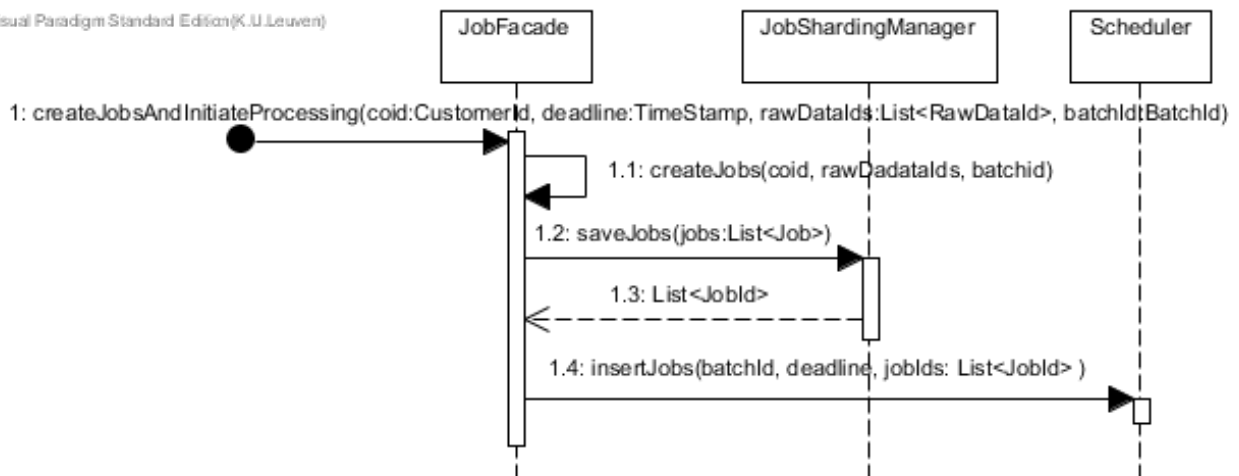 sual Paradigm Standard Edition(K.U.Leuven)
JobFacade
JobShardingManager
Scheduler
1: createJobsAndInitiateProcessing(coid:CustomerId, deadline:TimeStamp, rawDataIds:List<RawDataId>, batchId:BatchId)
1.1: createJobs(coid, rawDadataIds, batchid)
1.2: saveJobs(jobs:List<Job>)
1.3: List<JobId>
1.4: insertJobs(batchId, deadline, jobIds: List<JobId> )